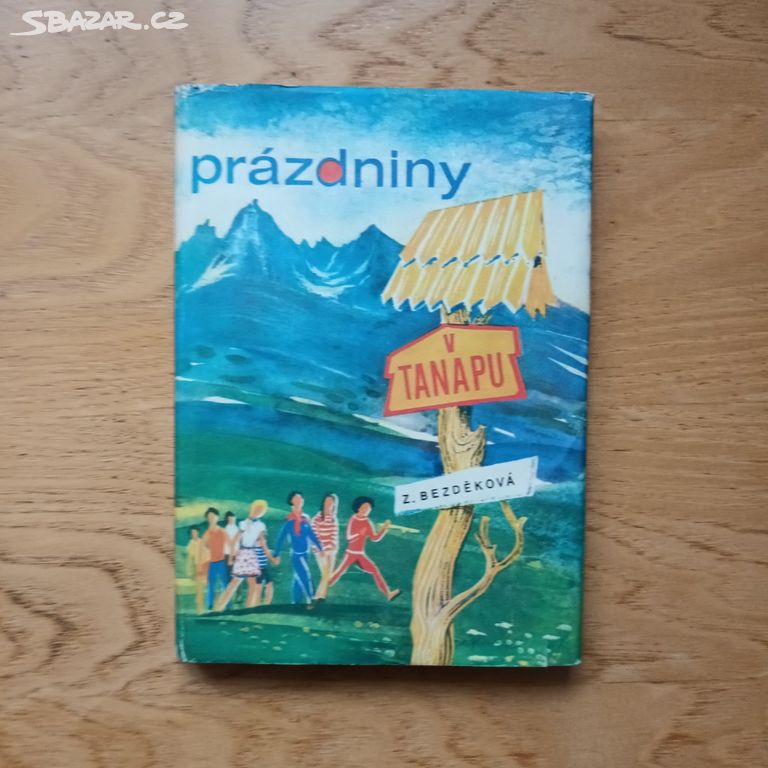 SBAZAR.CZ
prázdniny
V
TANAPU
Z. BEZDĚKOVÁ